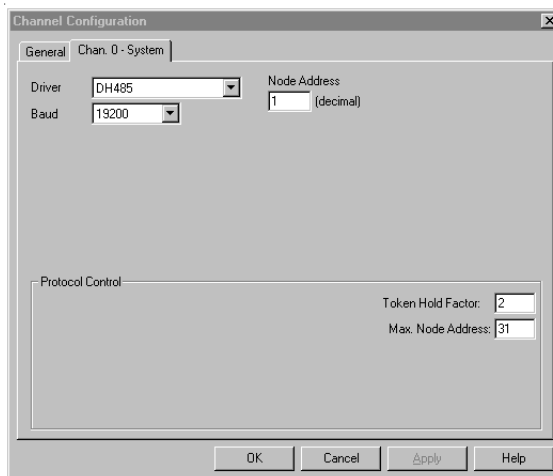 Channel Configuration
General Chan. 0 - System
Driver DH485
Node Address
1 (decimal)
Baud 19200
Protocol Control
Token Hold Factor: 2
Max. Node Address: 31
OK Cancel Apply Help